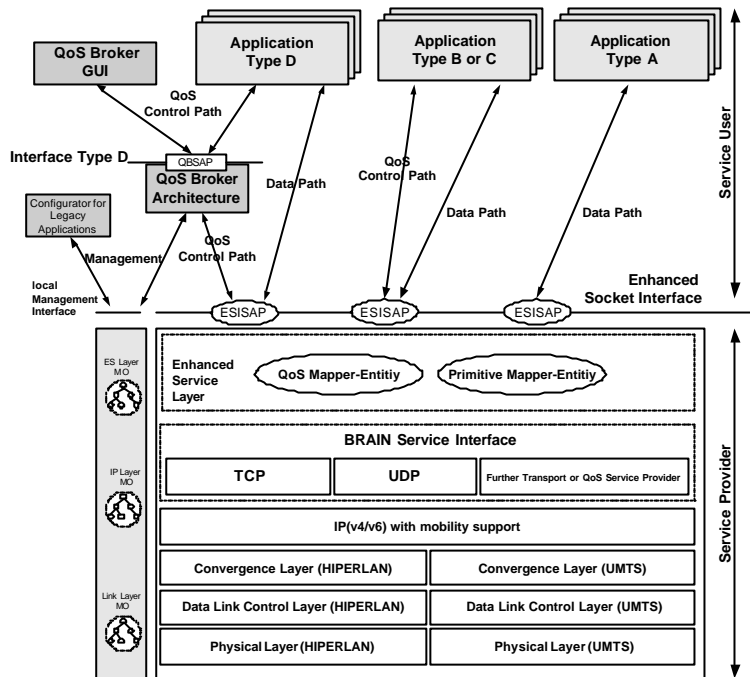 QoS Broker
GUI
Application
Type D
Application
Type B or C
Application
Type A
QoS
Control Path
Interface Type D
QBSAP
QoS Broker
Architecture
Data Path
QoS
Control Path
Data Path
Data Path
Service User
Configurator for
Legacy
Applications
Management
QoS
Control Path
local
Management
Interface
Enhanced
Socket Interface
ESISAP
ESISAP
ESISAP
ES Layer
MO
Enhanced
Service
Layer
QoS Mapper-Entitiy
Primitive Mapper-Entitiy
BRAIN Service Interface
TCP
UDP
Further Transport or QoS Service Provider
IP Layer
MO
IP(v4/v6) with mobility support
Convergence Layer (HIPERLAN)
Convergence Layer (UMTS)
Link Layer
MO
Data Link Control Layer (HIPERLAN)
Data Link Control Layer (UMTS)
Physical Layer (HIPERLAN)
Physical Layer (UMTS)
Service Provider